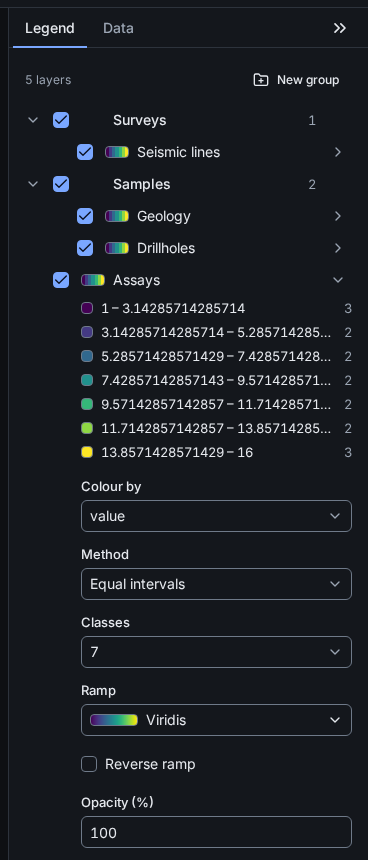 Legend Data
5 layers New group
Surveys 1
Seismic lines
Samples 2
Geology
Drillholes
Assays
1 – 3.14285714285714 3
3.14285714285714 – 5.285714285... 2
5.28571428571429 – 7.428571428... 2
7.42857142857143 – 9.571428571... 2
9.57142857142857 – 11.71428571... 2
11.7142857142857 – 13.85714285... 2
13.8571428571429 – 16 3
Colour by
value
Method
Equal intervals
Classes
7
Ramp
Viridis
Reverse ramp
Opacity (%)
100